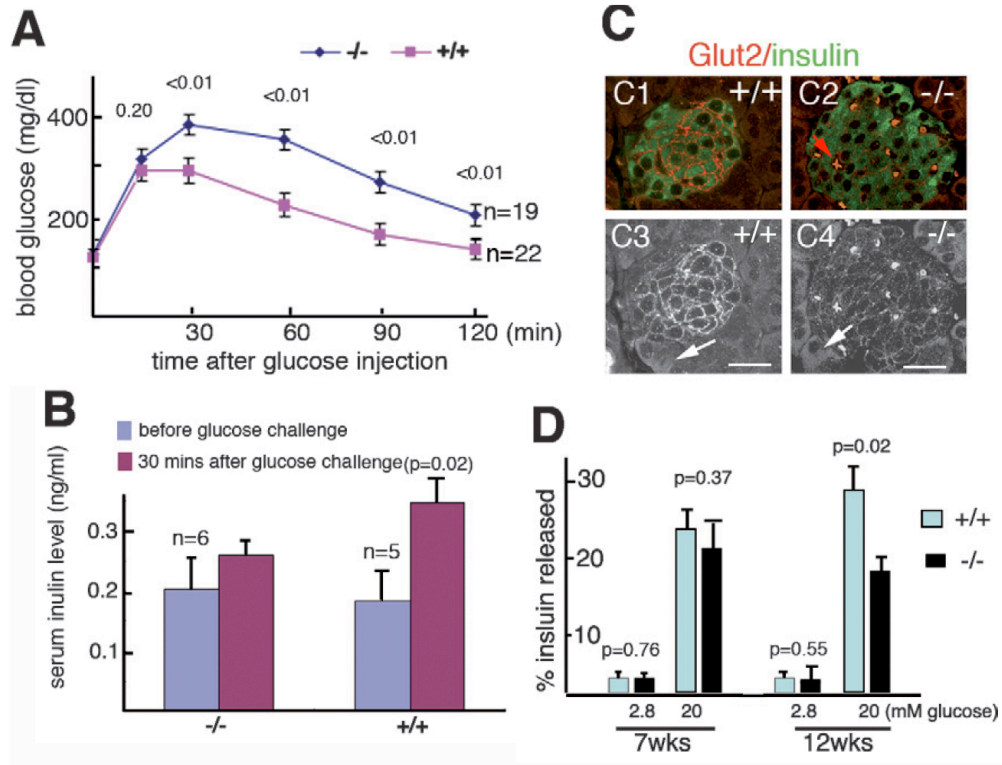 A
-/- +/+
blood glucose (mg/dl)
400
200
0.20
<0.01
<0.01
<0.01
<0.01
n=19
n=22
30 60 90 120 (min)
time after glucose injection
C
Glut2/insulin
C1 +/+
C2 -/-
C3 +/+
C4 -/-
B
before glucose challenge
30 mins after glucose challenge(p=0.02)
serum inulin level (ng/ml)
0.3
0.2
0.1
n=6
n=5
-/- +/+
D
% insluin released
30
20
10
p=0.76
p=0.37
p=0.55
p=0.02
+/+
-/-
2.8 20 2.8 20 (mM glucose)
7wks 12wks